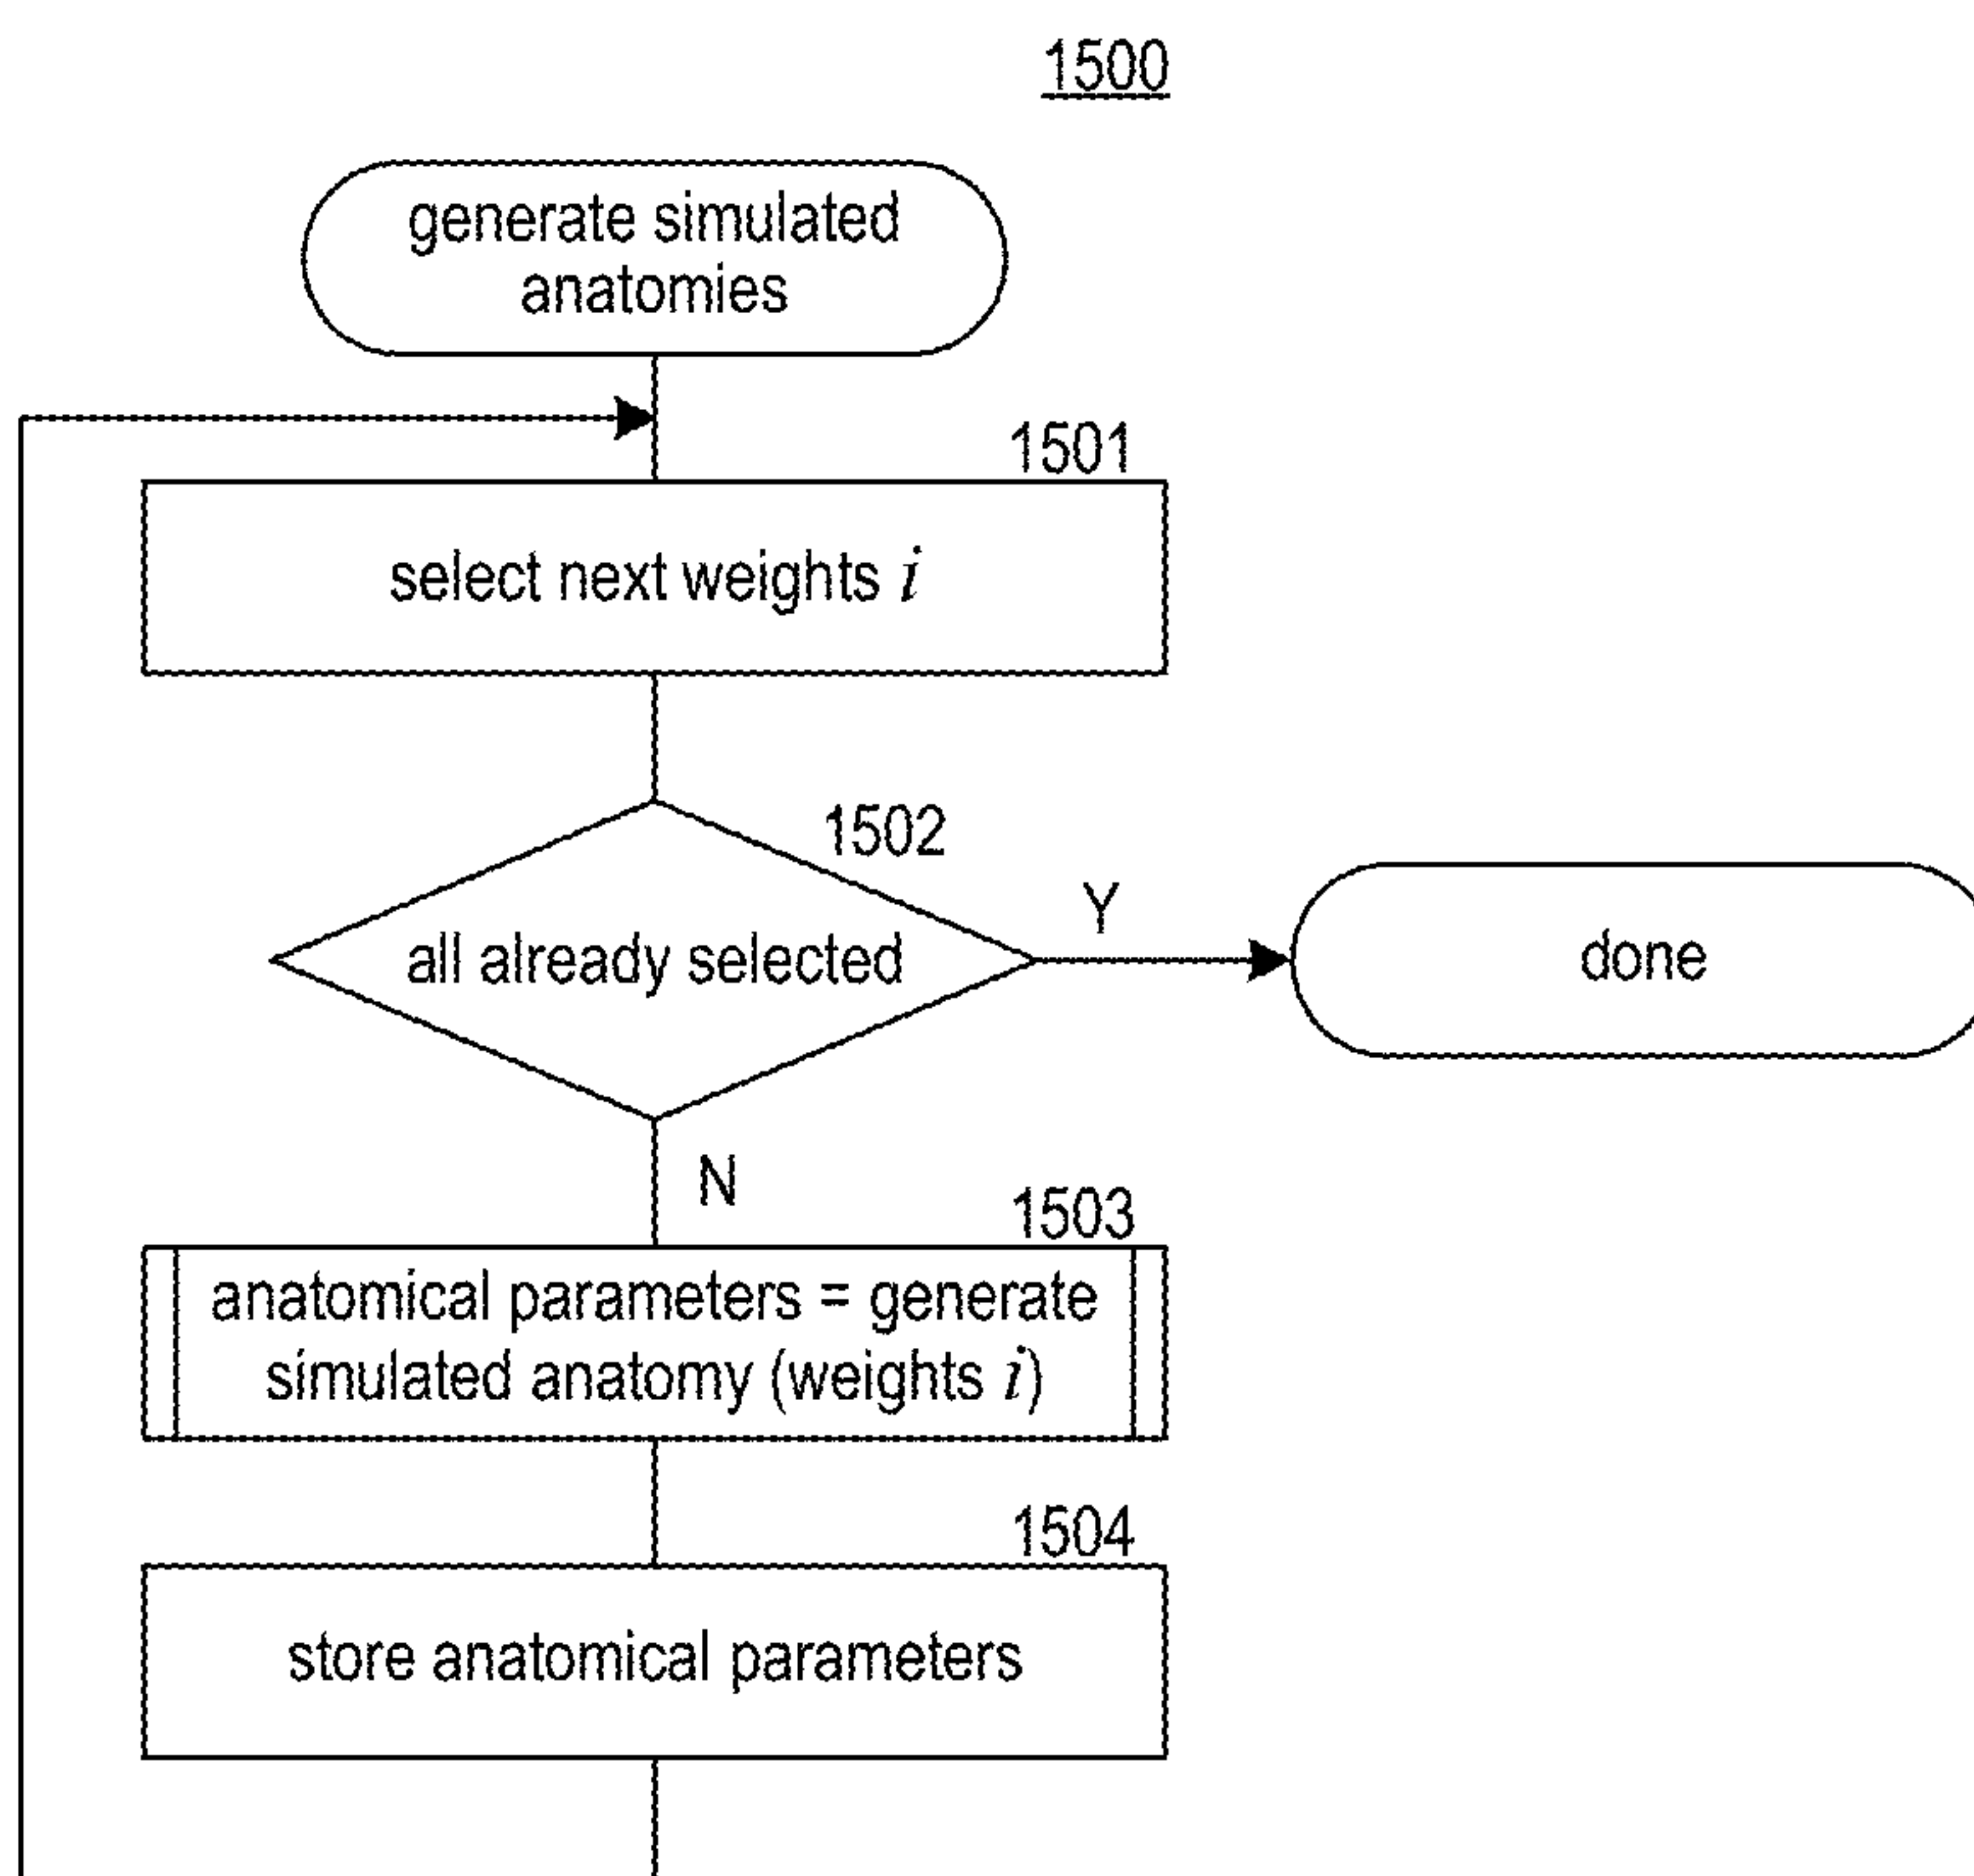 1500
generate simulated
anatomies
1501
select next weights i
1502
all already selected
Y
done
N
1503
anatomical parameters = generate
simulated anatomy (weights i)
1504
store anatomical parameters